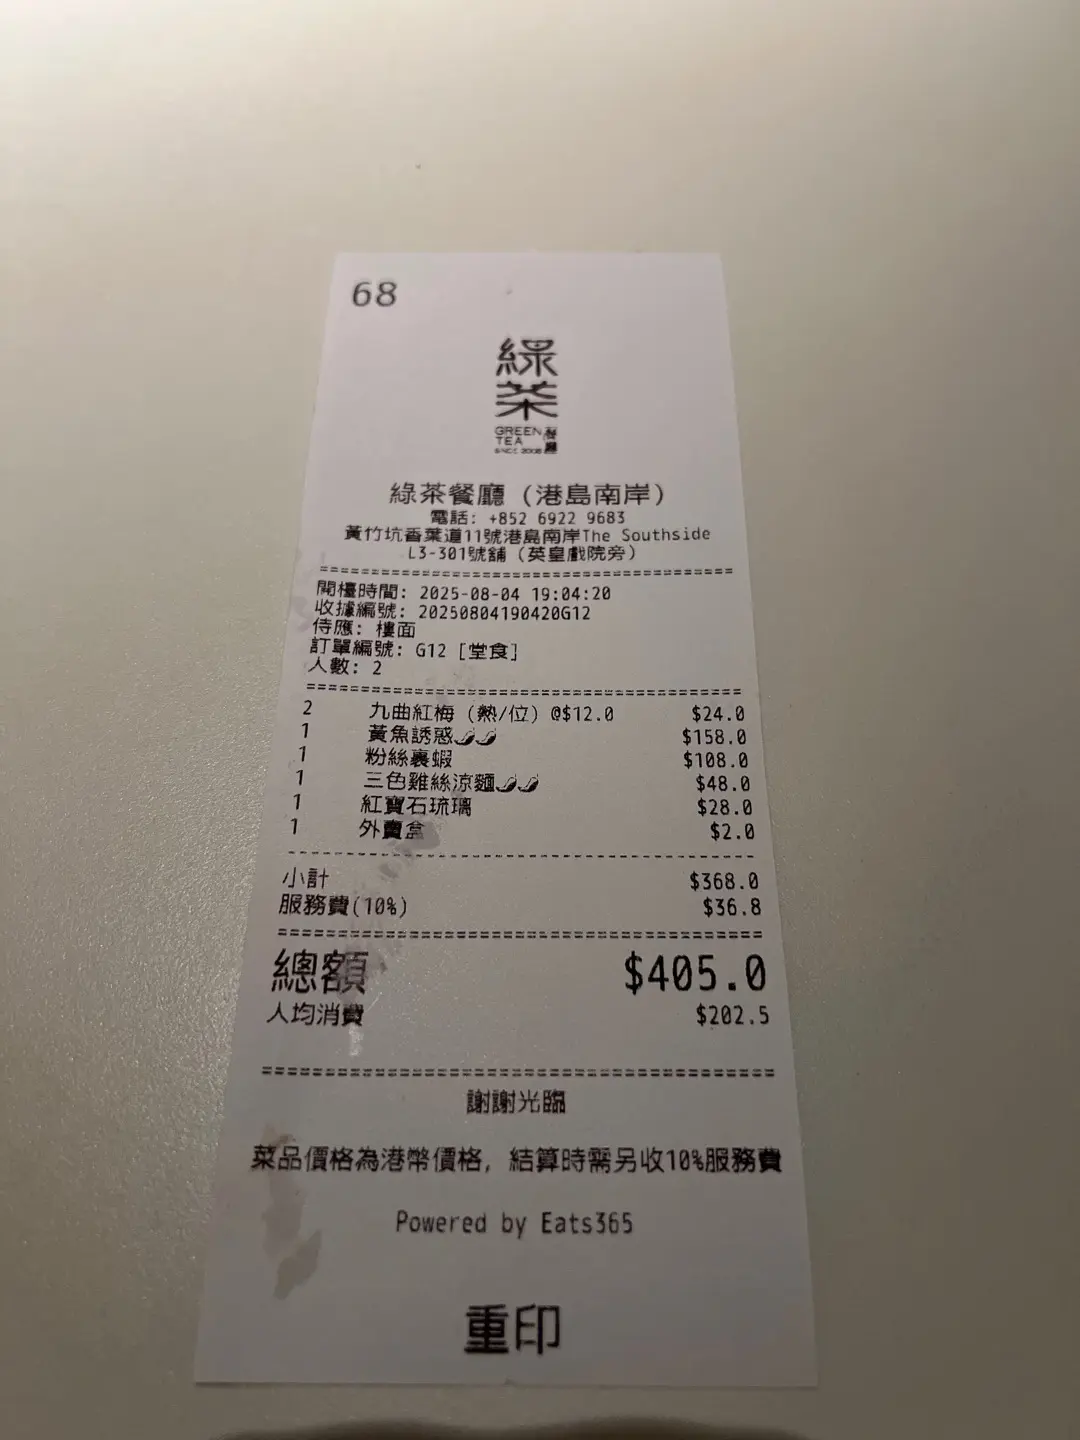 68
綠
茶
GREEN 餐
TEA 廳
SINCE 2008
綠茶餐廳 (港島南岸)
電話: +852 6922 9683
黃竹坑香葉道11號港島南岸The Southside
L3-301號舖 (英皇戲院旁)
開檯時間: 2025-08-04 19:04:20
收據編號: 20250804190420G12
侍應: 樓面
訂單編號: G12 [堂食]
人數: 2
2 九曲紅梅 (熱/位) @$12.0 $24.0
1 黃魚誘惑🌶🌶 $158.0
1 粉絲裹蝦 $108.0
1 三色雞絲涼麵🌶🌶 $48.0
1 紅寶石琉璃 $28.0
1 外賣盒 $2.0
小計 $368.0
服務費(10%) $36.8
總額 $405.0
人均消費 $202.5
謝謝光臨
菜品價格為港幣價格, 結算時需另收10%服務費
Powered by Eats365
重印